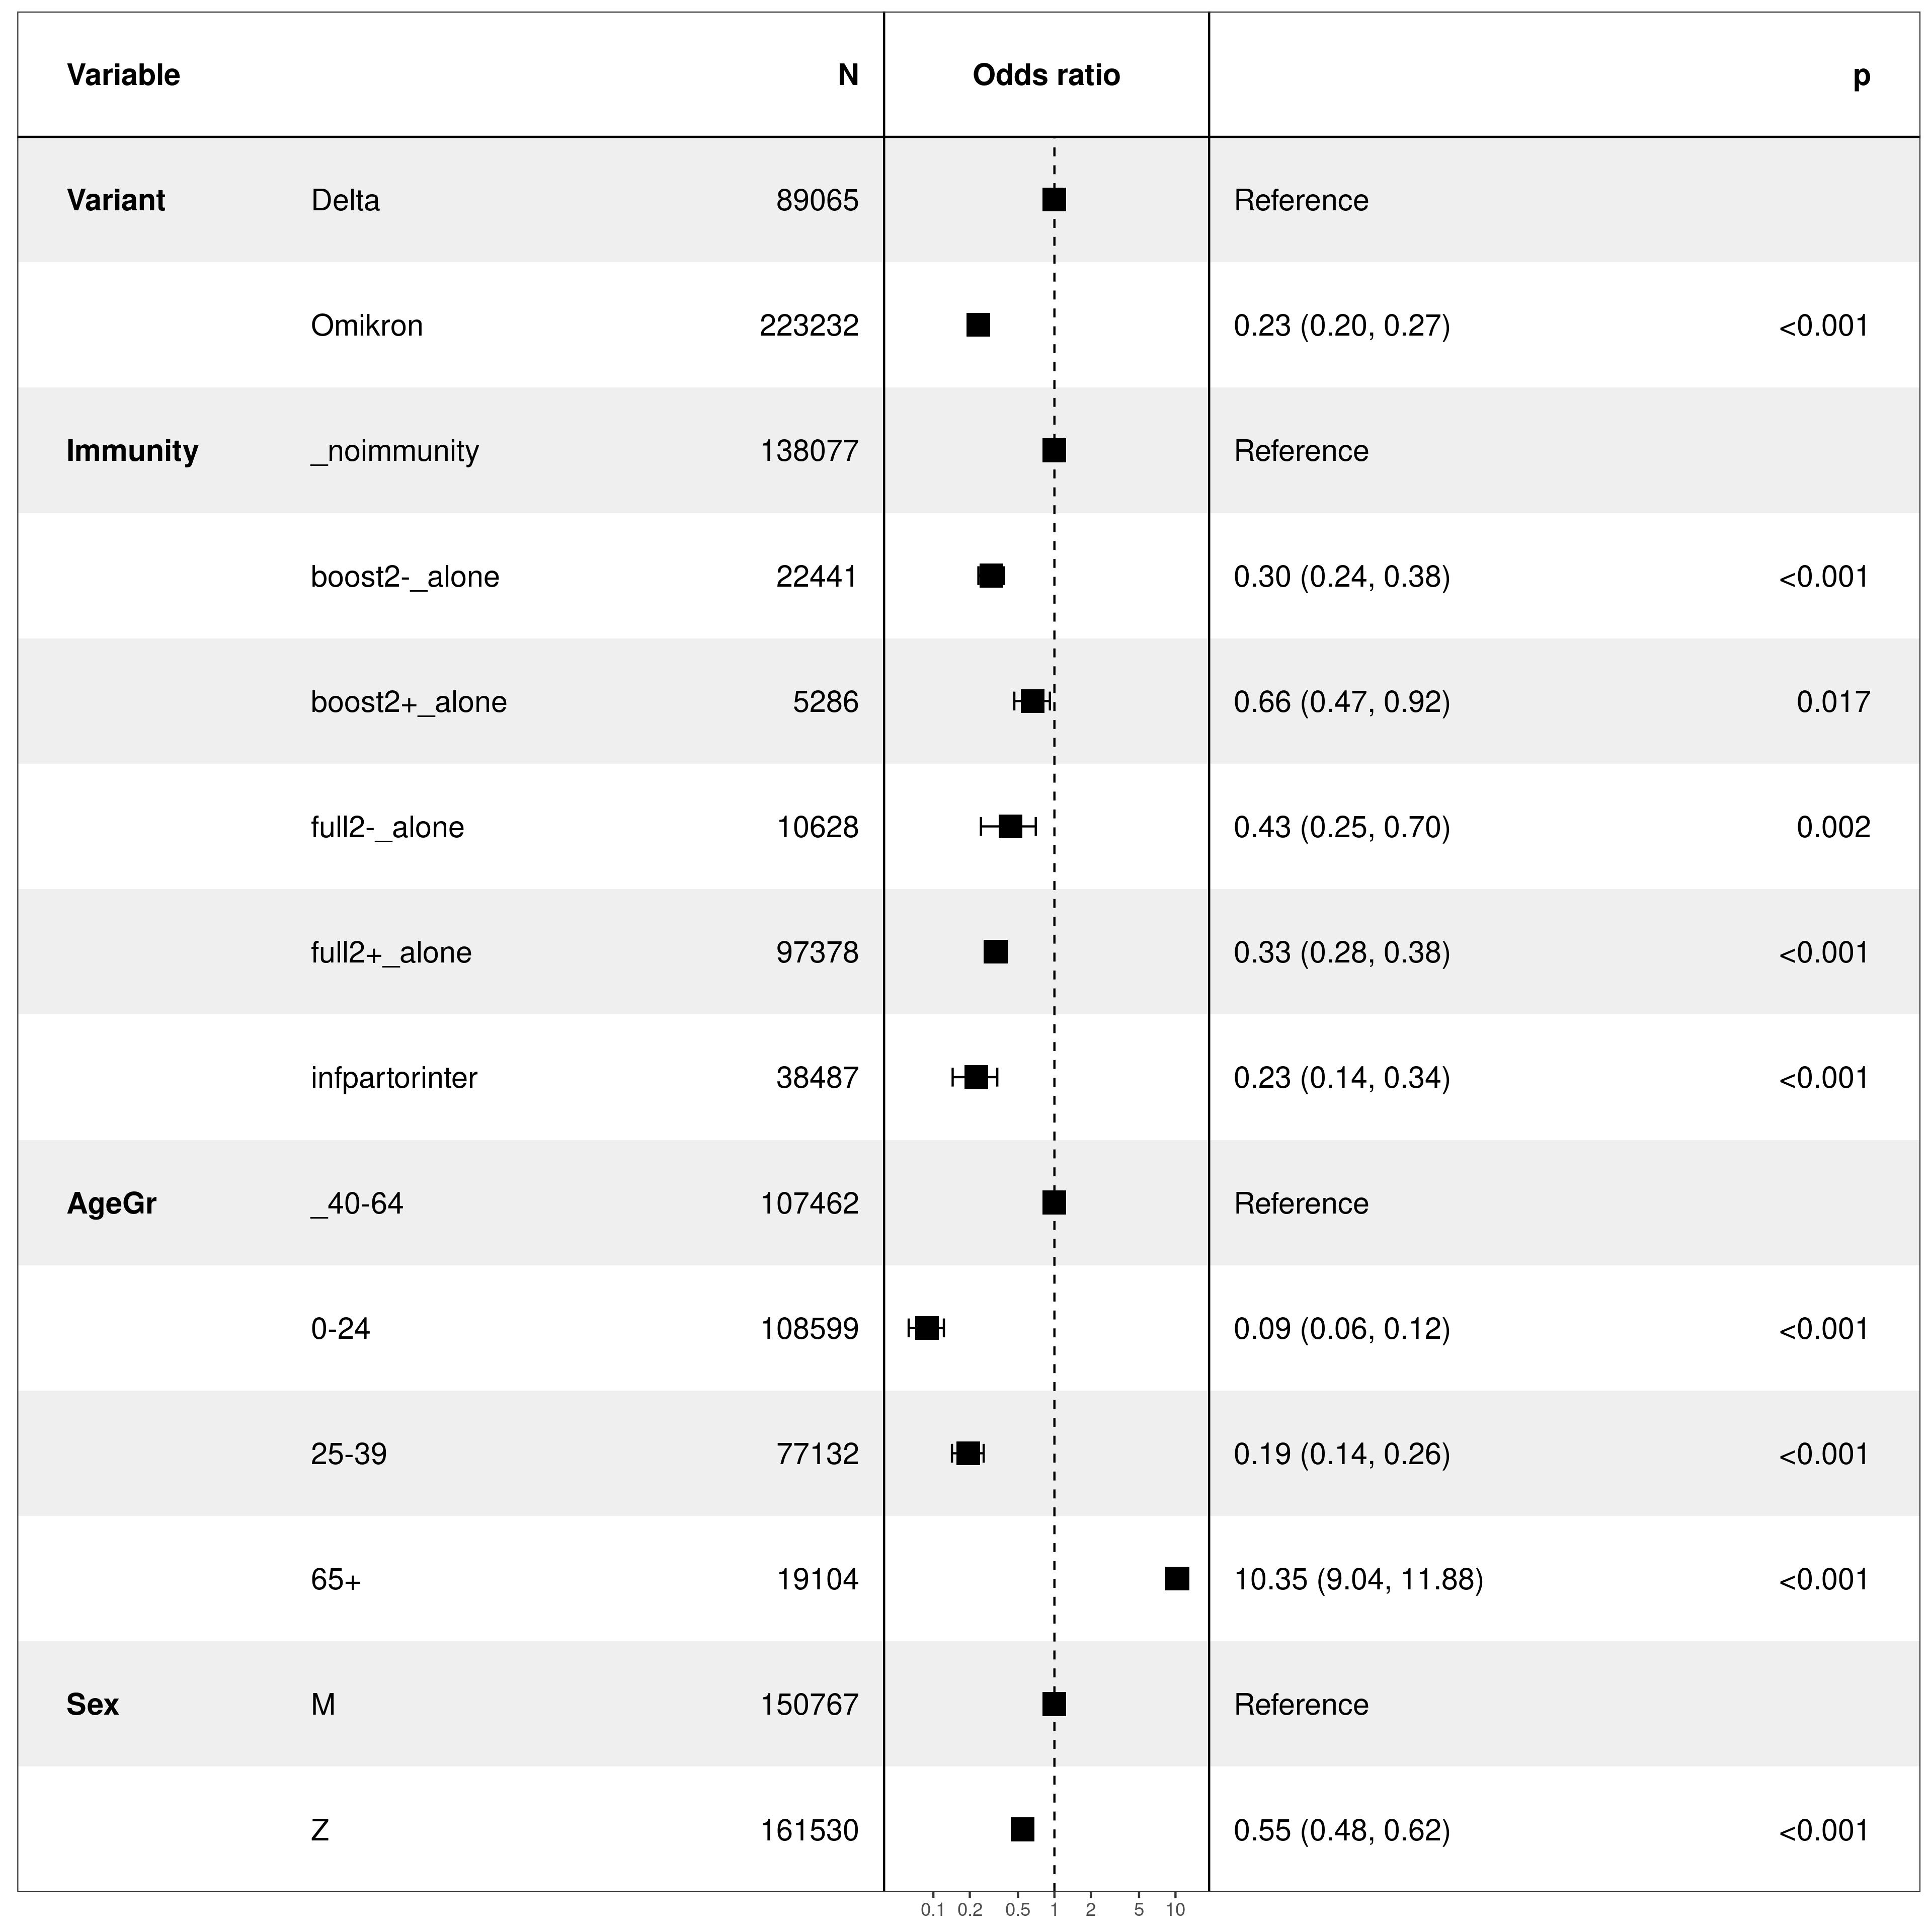 Variable N Odds ratio p
Variant Delta 89065 Reference
Omikron 223232 0.23 (0.20, 0.27) <0.001
Immunity _noimmunity 138077 Reference
boost2-_alone 22441 0.30 (0.24, 0.38) <0.001
boost2+_alone 5286 0.66 (0.47, 0.92) 0.017
full2-_alone 10628 0.43 (0.25, 0.70) 0.002
full2+_alone 97378 0.33 (0.28, 0.38) <0.001
infpartorinter 38487 0.23 (0.14, 0.34) <0.001
AgeGr _40-64 107462 Reference
0-24 108599 0.09 (0.06, 0.12) <0.001
25-39 77132 0.19 (0.14, 0.26) <0.001
65+ 19104 10.35 (9.04, 11.88) <0.001
Sex M 150767 Reference
Z 161530 0.55 (0.48, 0.62) <0.001
0.1 0.2 0.5 1 2 5 10